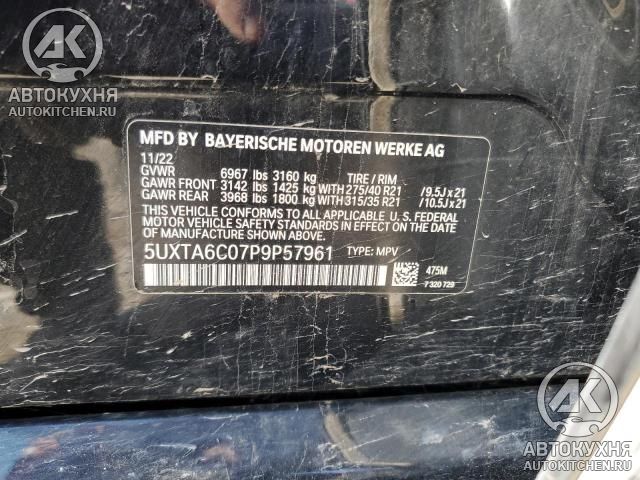 АК
АВТОКУХНЯ
AUTOKITCHEN.RU
MFD BY BAYERISCHE MOTOREN WERKE AG
11/22
GVWR 6967 lbs 3160 kg TIRE / RIM
GAWR FRONT 3142 lbs 1425 kg WITH 275/40 R21 /9.5J x 21
GAWR REAR 3968 lbs 1800 kg WITH 315/35 R21 /10.5J x 21
THIS VEHICLE CONFORMS TO ALL APPLICABLE U. S. FEDERAL
MOTOR VEHICLE SAFETY STANDARDS IN EFFECT ON THE DATE
OF MANUFACTURE SHOWN ABOVE.
5UXTA6C07P9P57961 TYPE: MPV
475M
7 320 729
АК
АВТОКУХНЯ
AUTOKITCHEN.RU